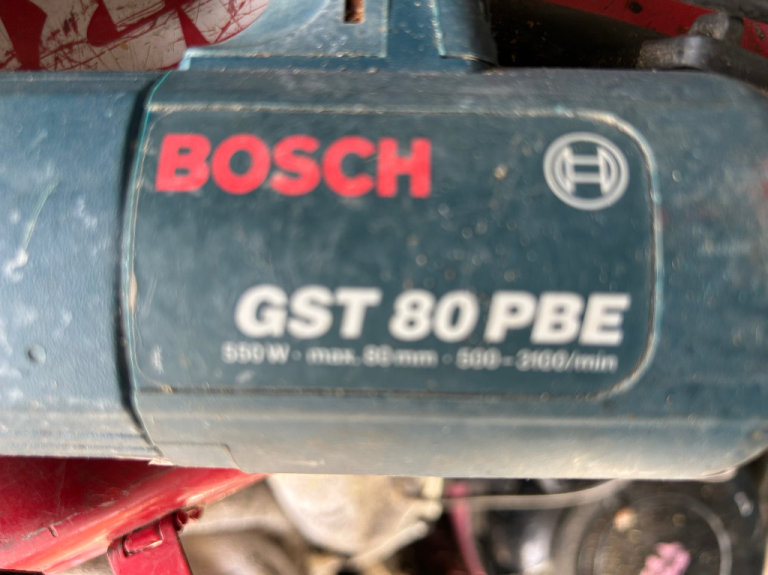 BOSCH
GST 80 PBE
550 W · max. 80 mm · 500 – 3100/min